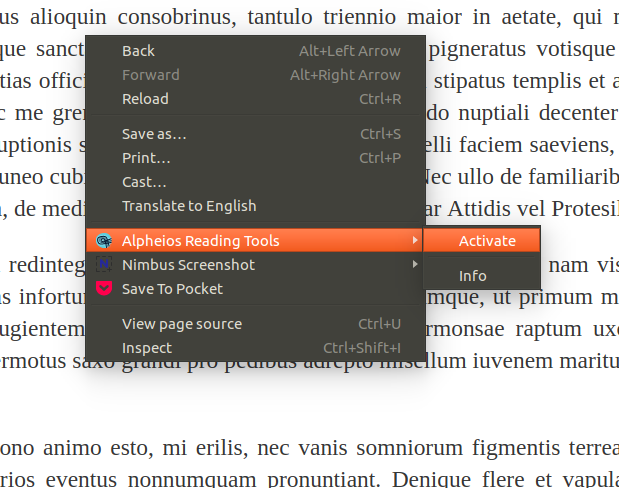 us alioquin consobrinus, tantulo triennio maior in aetate, qui
que sanct pigneratus votisque
tias offici stipatus templis et a
c me gre do nuptiali decenter
uptionis s elli faciem saeviens,
uneo cubi Nec ullo de familiarib
, de medi ar Attidis vel Protesil
redinteg nam vis
s infortu mque, ut primum m
ugientem rmonsae raptum ux
ermotus saxo grandi pro pedibus adrepto misellum iuvenem maritu
ono animo esto, mi erilis, nec vanis somniorum figmentis terrea
rios eventus nonnumquam pronuntiant. Denique flere et vapula
Back Alt+Left Arrow
Forward Alt+Right Arrow
Reload Ctrl+R
Save as... Ctrl+S
Print... Ctrl+P
Cast...
Translate to English
Alpheios Reading Tools
Nimbus Screenshot
Save To Pocket
View page source Ctrl+U
Inspect Ctrl+Shift+I
Activate
Info